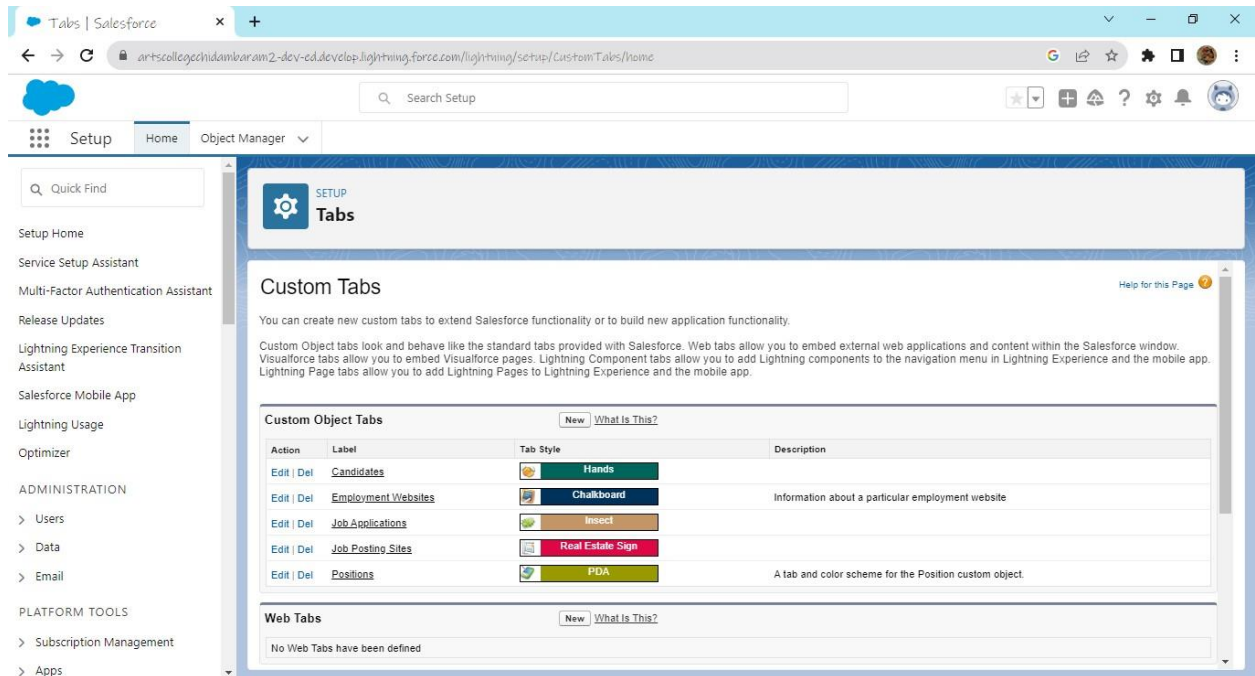 Tabs | Salesforce
artscollegechidambaram2-dev-ed.develop.lightning.force.com/lightning/setup/CustomTabs/home
Search Setup
Setup Home Object Manager
Quick Find
Setup Home
Service Setup Assistant
Multi-Factor Authentication Assistant
Release Updates
Lightning Experience Transition
Assistant
Salesforce Mobile App
Lightning Usage
Optimizer
ADMINISTRATION
> Users
> Data
> Email
PLATFORM TOOLS
> Subscription Management
> Apps
SETUP
Tabs
Custom Tabs
Help for this Page
You can create new custom tabs to extend Salesforce functionality or to build new application functionality.
Custom Object tabs look and behave like the standard tabs provided with Salesforce. Web tabs allow you to embed external web applications and content within the Salesforce window.
Visualforce tabs allow you to embed Visualforce pages. Lightning Component tabs allow you to add Lightning components to the navigation menu in Lightning Experience and the mobile app.
Lightning Page tabs allow you to add Lightning Pages to Lightning Experience and the mobile app.
Custom Object Tabs New What Is This?
Action Label Tab Style Description
Edit | Del Candidates Hands
Edit | Del Employment Websites Chalkboard Information about a particular employment website
Edit | Del Job Applications Insect
Edit | Del Job Posting Sites Real Estate Sign
Edit | Del Positions PDA A tab and color scheme for the Position custom object.
Web Tabs New What Is This?
No Web Tabs have been defined